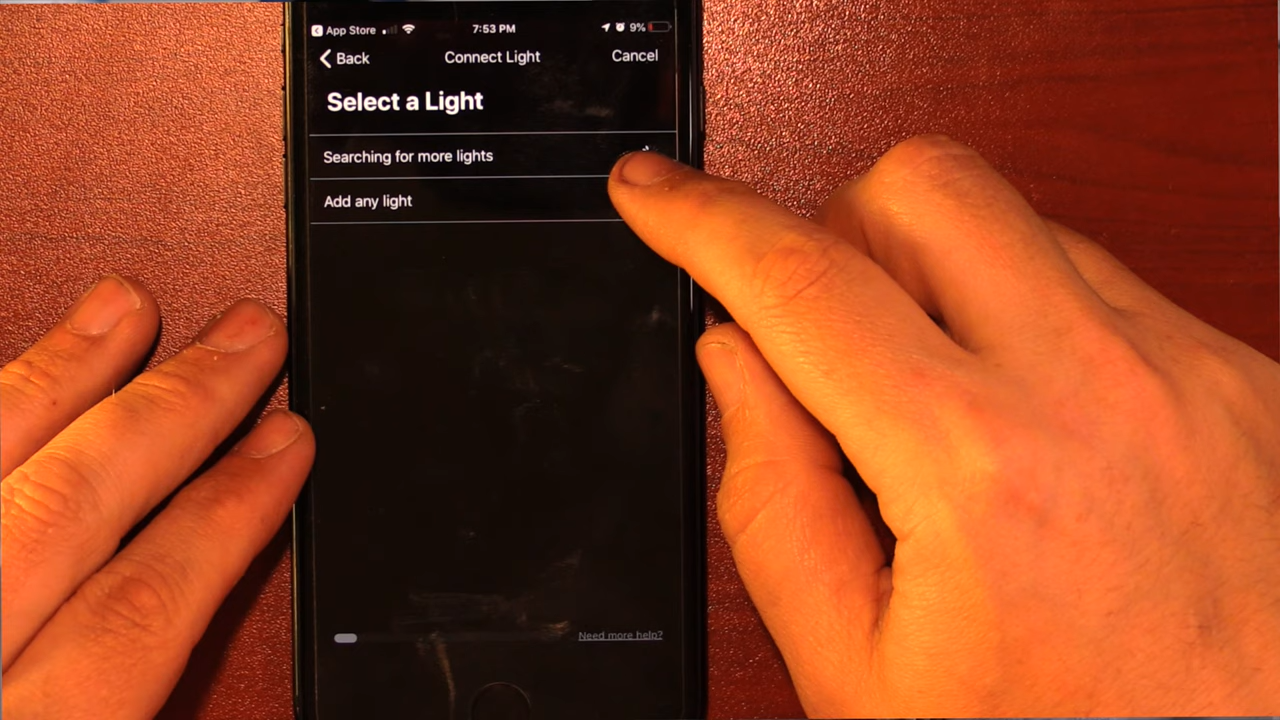 App Store 7:53 PM 9%
Back Connect Light Cancel
Select a Light
Searching for more lights
Add any light
Need more help?